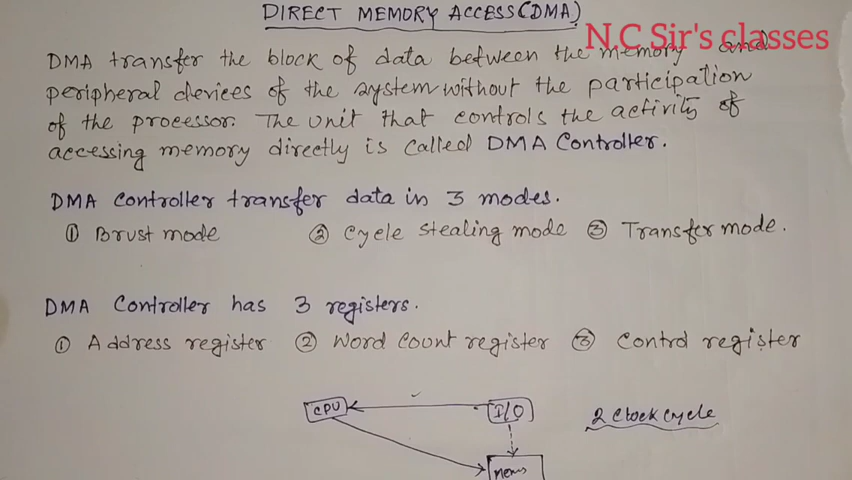 DIRECT MEMORY ACCESS(DMA).
N.C Sir's classes
DMA transfer the block of data between the memory and
peripheral devices of the system without the participation
of the processor. The unit that controls the activity of
accessing memory directly is called DMA Controller.
DMA Controller transfer data in 3 modes.
① Brust mode ② Cycle stealing mode ③ Transfer mode.
DMA Controller has 3 registers.
① Address register ② Word Count register ③ Control register
CPU I/O 2 Clock Cycle